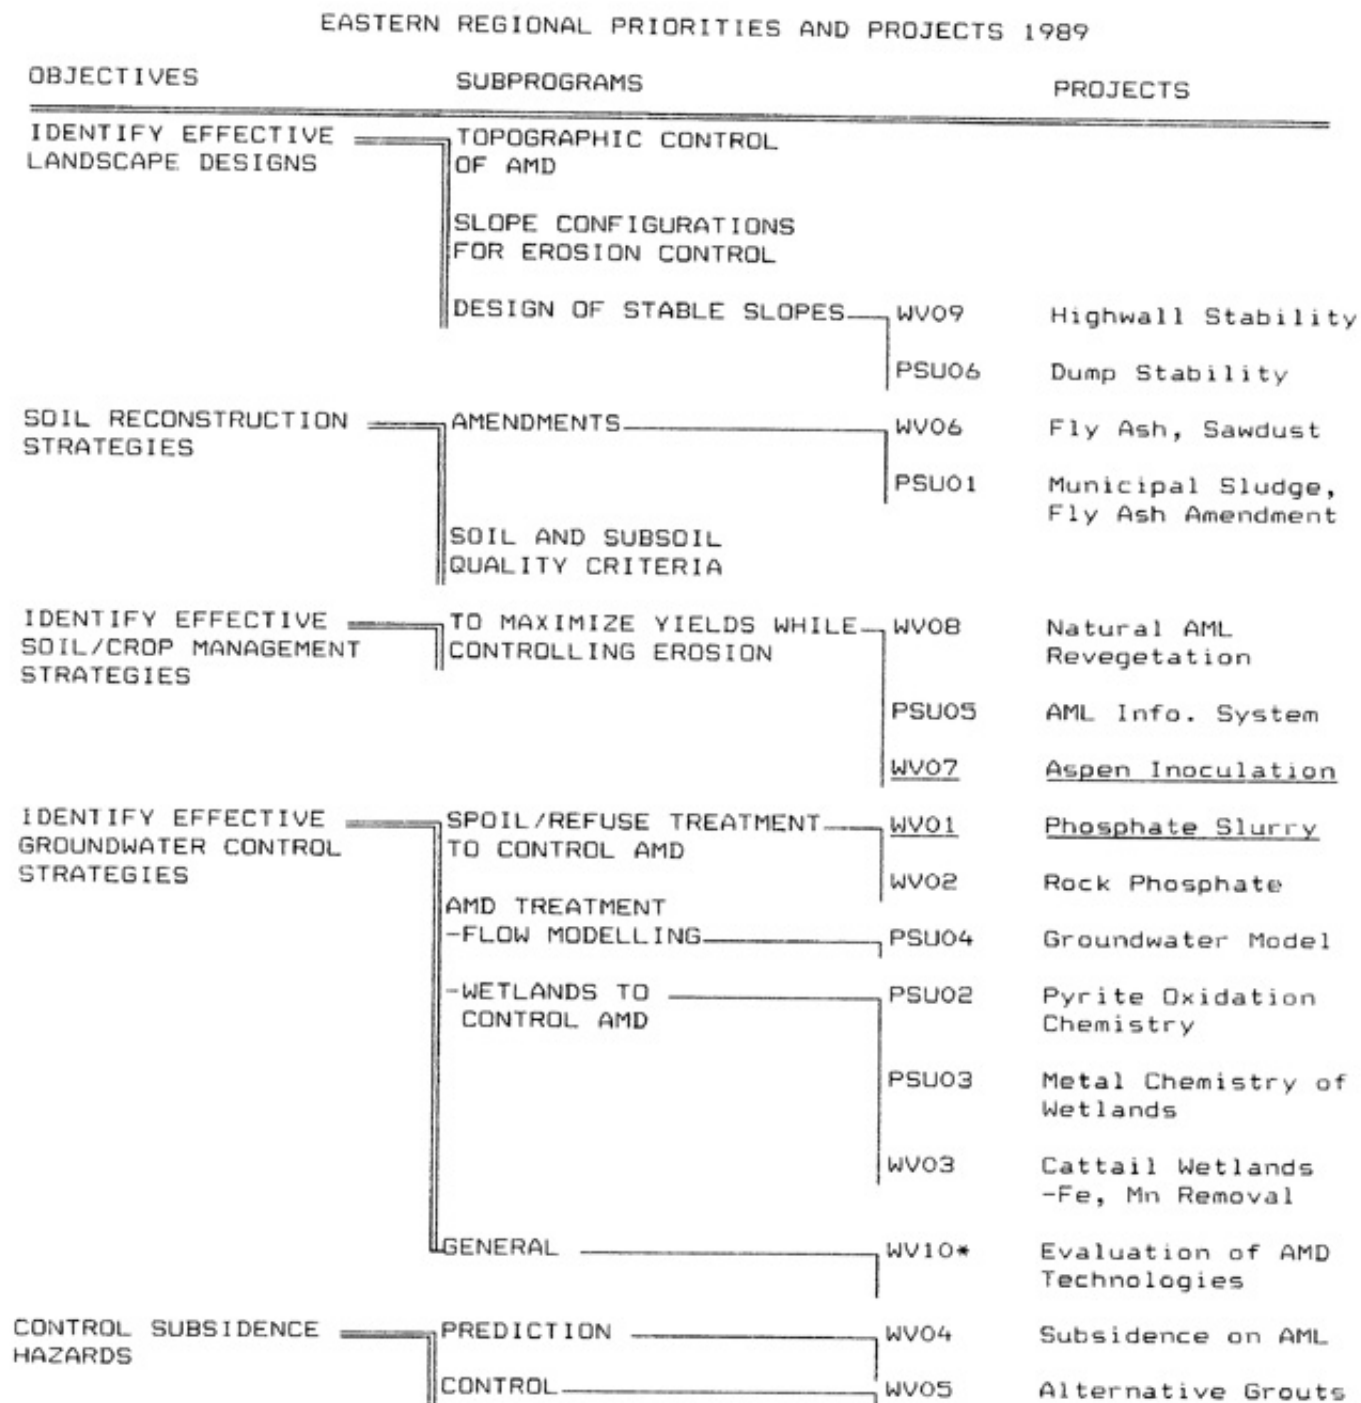 EASTERN REGIONAL PRIORITIES AND PROJECTS 1989
OBJECTIVES SUBPROGRAMS PROJECTS
IDENTIFY EFFECTIVE TOPOGRAPHIC CONTROL
LANDSCAPE DESIGNS OF AMD
SLOPE CONFIGURATIONS
FOR EROSION CONTROL
DESIGN OF STABLE SLOPES WV09 Highwall Stability
PSU06 Dump Stability
SOIL RECONSTRUCTION AMENDMENTS WV06 Fly Ash, Sawdust
STRATEGIES
PSU01 Municipal Sludge,
Fly Ash Amendment
SOIL AND SUBSOIL
QUALITY CRITERIA
IDENTIFY EFFECTIVE TO MAXIMIZE YIELDS WHILE WV08 Natural AML
SOIL/CROP MANAGEMENT CONTROLLING EROSION Revegetation
STRATEGIES
PSU05 AML Info. System
WV07 Aspen Inoculation
IDENTIFY EFFECTIVE SPOIL/REFUSE TREATMENT WV01 Phosphate Slurry
GROUNDWATER CONTROL TO CONTROL AMD
STRATEGIES
WV02 Rock Phosphate
AMD TREATMENT
-FLOW MODELLING PSU04 Groundwater Model
-WETLANDS TO PSU02 Pyrite Oxidation
CONTROL AMD Chemistry
PSU03 Metal Chemistry of
Wetlands
WV03 Cattail Wetlands
-Fe, Mn Removal
GENERAL WV10* Evaluation of AMD
Technologies
CONTROL SUBSIDENCE PREDICTION WV04 Subsidence on AML
HAZARDS
CONTROL WV05 Alternative Grouts